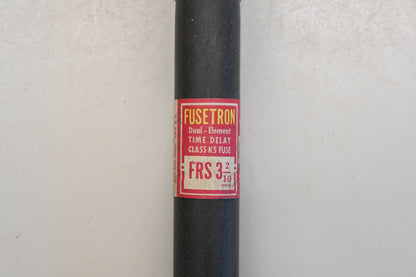 FUSETRON
Dual - Element
TIME DELAY
CLASS K5 FUSE
FRS 3 2/10